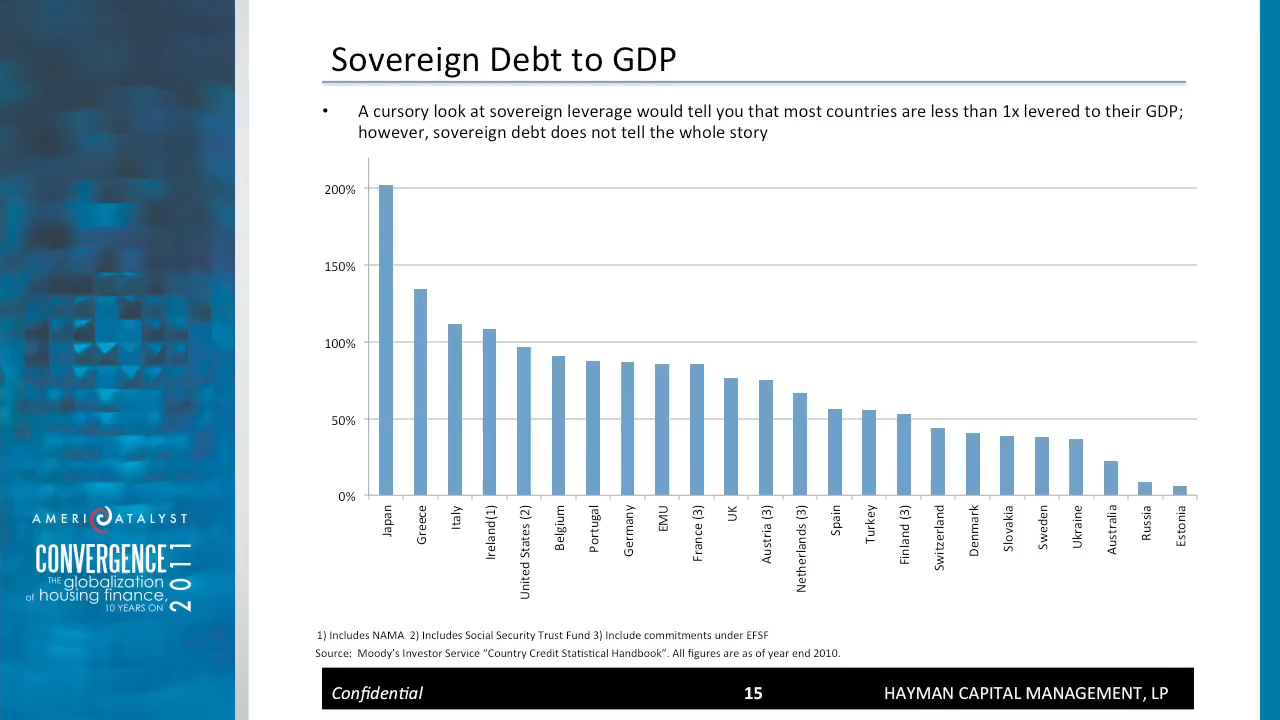 Sovereign Debt to GDP
• A cursory look at sovereign leverage would tell you that most countries are less than 1x levered to their GDP;
however, sovereign debt does not tell the whole story
200%
150%
100%
50%
0%
Japan
Greece
Italy
Ireland(1)
United States (2)
Belgium
Portugal
Germany
EMU
France (3)
UK
Austria (3)
Netherlands (3)
Spain
Turkey
Finland (3)
Switzerland
Denmark
Slovakia
Sweden
Ukraine
Australia
Russia
Estonia
1) Includes NAMA 2) Includes Social Security Trust Fund 3) Include commitments under EFSF
Source: Moody's Investor Service "Country Credit Statistical Handbook". All figures are as of year end 2010.
Confidential 15 HAYMAN CAPITAL MANAGEMENT, LP
AMERICATALYST
CONVERGENCE
THE globalization
of housing finance,
10 YEARS ON
2011